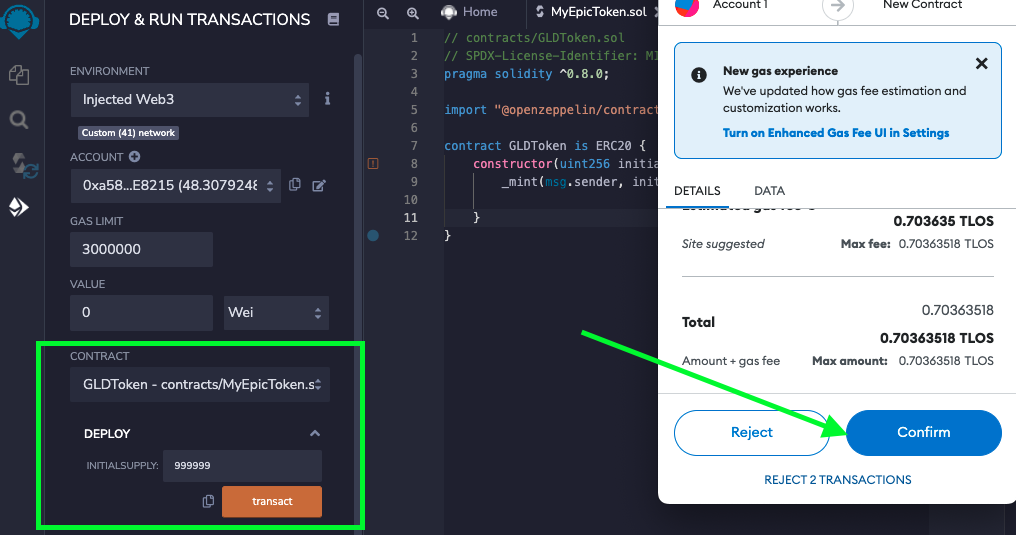 DEPLOY & RUN TRANSACTIONS
ENVIRONMENT
Injected Web3
Custom (41) network
ACCOUNT
0xa58...E8215 (48.3079248
GAS LIMIT
3000000
VALUE
0
Wei
CONTRACT
GLDToken - contracts/MyEpicToken.s
DEPLOY
INITIALSUPPLY:
999999
transact
Home
MyEpicToken.sol
1 // contracts/GLDToken.sol
2 // SPDX-License-Identifier: MI
3 pragma solidity ^0.8.0;
4
5 import "@openzeppelin/contract
6
7 contract GLDToken is ERC20 {
8 constructor(uint256 initia
9 _mint(msg.sender, init
10
11 }
12 }
Account 1
New Contract
New gas experience
We've updated how gas fee estimation and
customization works.
Turn on Enhanced Gas Fee UI in Settings
DETAILS
DATA
Estimated gas fee
0.703635 TLOS
Site suggested
Max fee: 0.70363518 TLOS
0.70363518
Total
0.70363518 TLOS
Amount + gas fee
Max amount: 0.70363518 TLOS
Reject
Confirm
REJECT 2 TRANSACTIONS